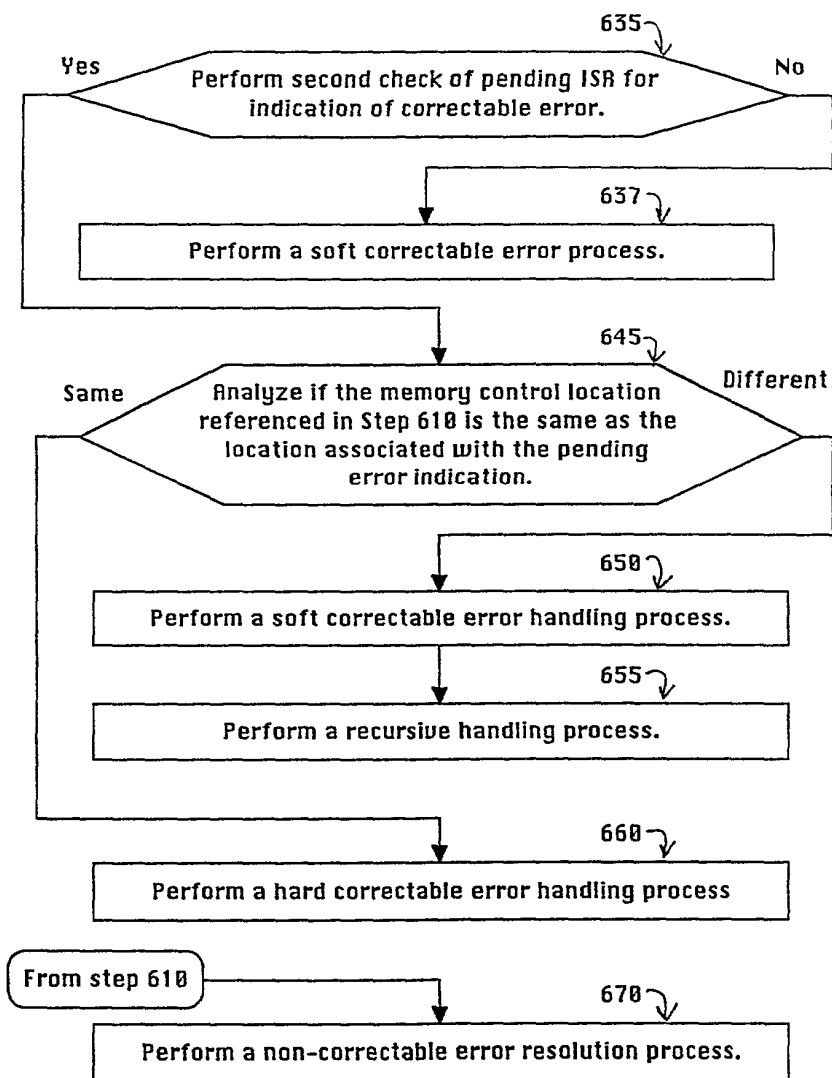 635
Yes
No
Perform second check of pending ISR for
indication of correctable error.
637
Perform a soft correctable error process.
645
Same
Different
Analyze if the memory control location
referenced in Step 610 is the same as the
location associated with the pending
error indication.
650
Perform a soft correctable error handling process.
655
Perform a recursive handling process.
660
Perform a hard correctable error handling process
From step 610
670
Perform a non-correctable error resolution process.